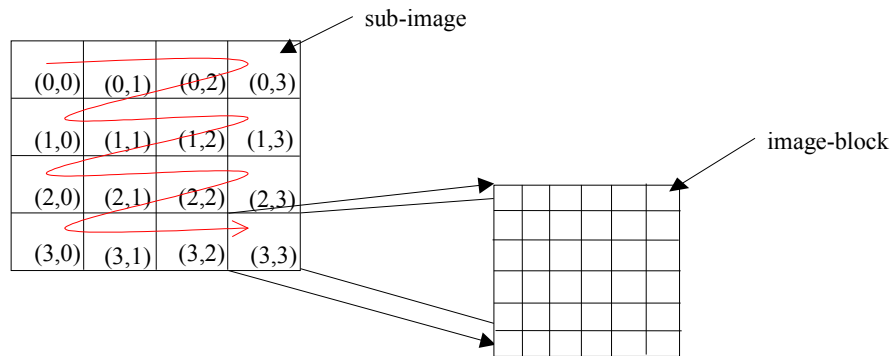 sub-image
(0,0) (0,1) (0,2) (0,3)
(1,0) (1,1) (1,2) (1,3)
image-block
(2,0) (2,1) (2,2) (2,3)
(3,0) (3,1) (3,2) (3,3)